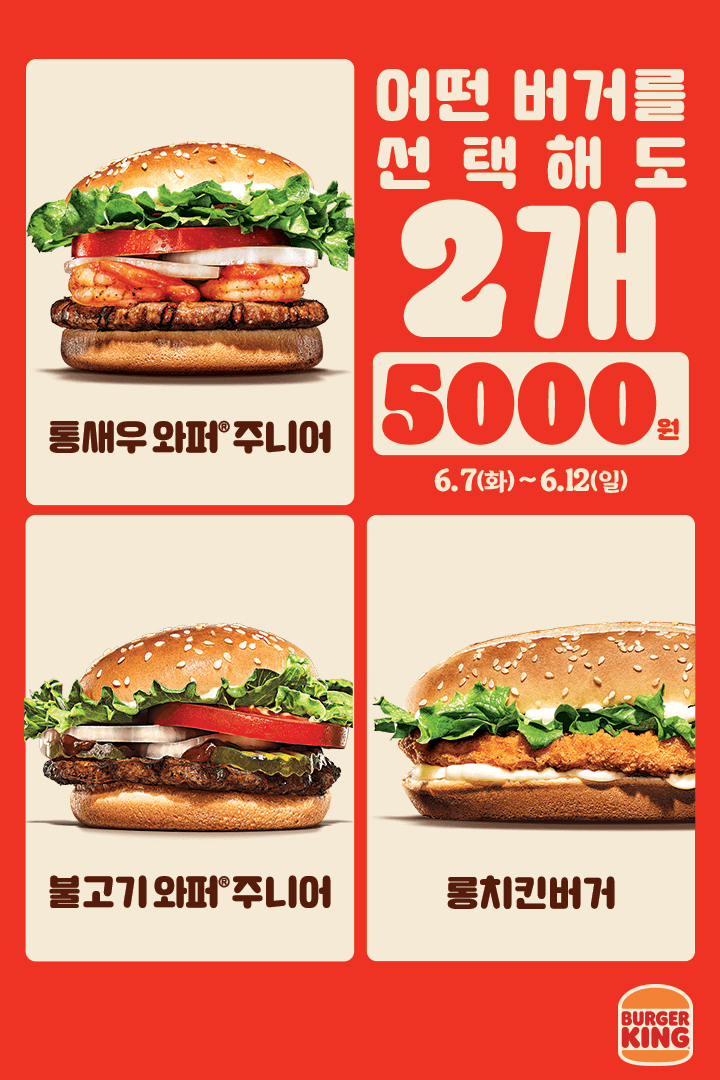 어떤 버거를
선택해도
2개
5000원
6.7(화) ~ 6.12(일)
통새우 와퍼® 주니어
불고기 와퍼® 주니어
롱치킨버거
BURGER
KING